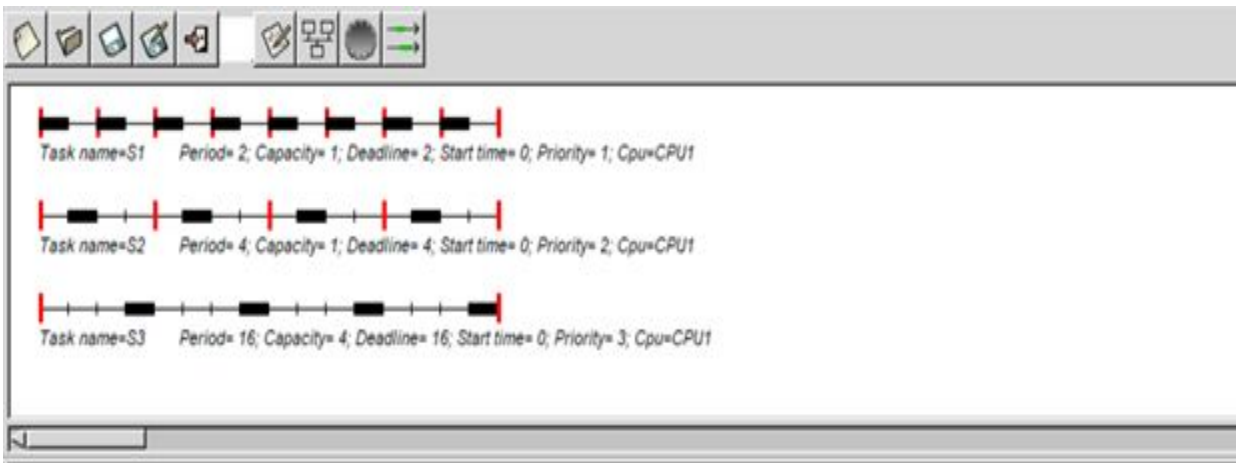 Task name=S1 Period= 2; Capacity= 1; Deadline= 2; Start time= 0; Priority= 1; Cpu=CPU1
Task name=S2 Period= 4; Capacity= 1; Deadline= 4; Start time= 0; Priority= 2; Cpu=CPU1
Task name=S3 Period= 16; Capacity= 4; Deadline= 16; Start time= 0; Priority= 3; Cpu=CPU1